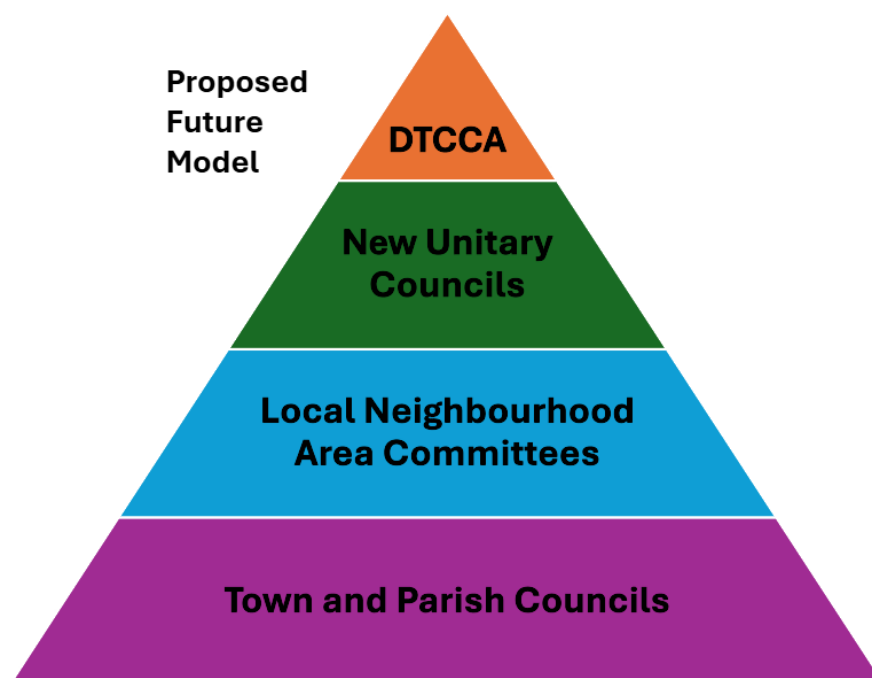 Proposed
Future
Model
DTCCA
New Unitary
Councils
Local Neighbourhood
Area Committees
Town and Parish Councils